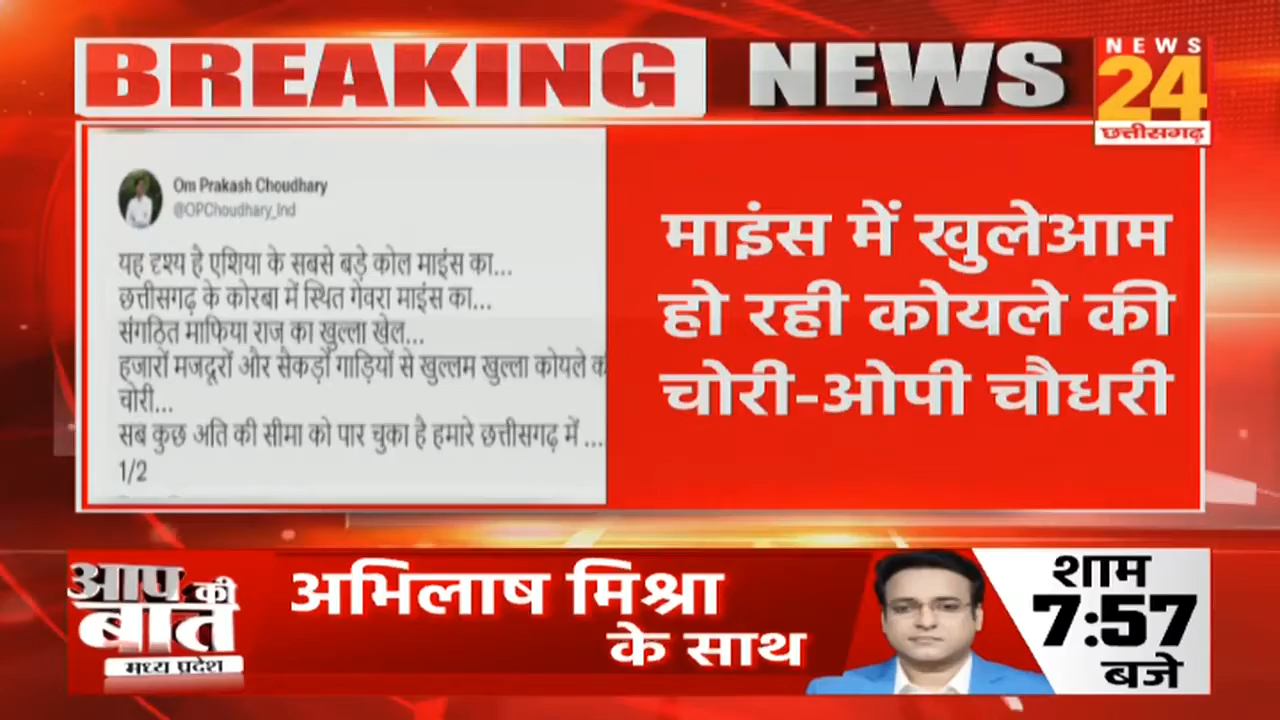 BREAKING NEWS
NEWS
24
छत्तीसगढ़
Om Prakash Choudhary
@OPChoudhary_Ind
यह दृश्य है एशिया के सबसे बड़े कोल माइंस का...
छत्तीसगढ़ के कोरबा में स्थित गेवरा माइंस का...
संगठित माफिया राज का खुल्ला खेल...
हजारों मजदूरों और सैकड़ों गाड़ियों से खुल्लम खुल्ला कोयले
चोरी...
सब कुछ अति की सीमा को पार चुका है हमारे छत्तीसगढ़ में ...
1/2
माइंस में खुलेआम
हो रही कोयले की
चोरी-ओपी चौधरी
आप की
बात
मध्य प्रदेश
अभिलाष मिश्रा
के साथ
शाम
7:57
बजे